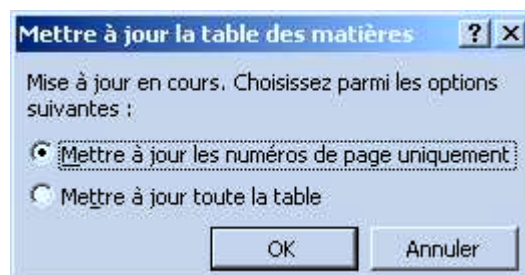 Mettre à jour la table des matières ? ×
Mise à jour en cours. Choisissez parmi les options
suivantes :
Mettre à jour les numéros de page uniquement
Mettre à jour toute la table
OK Annuler